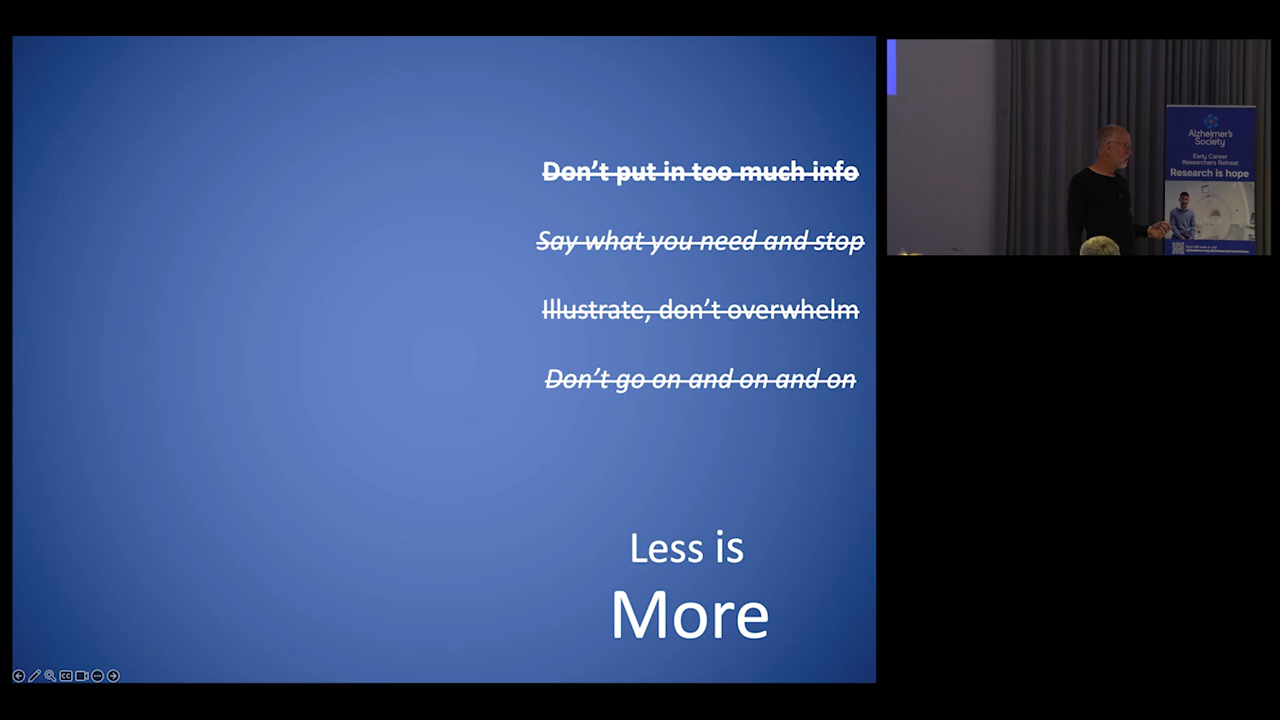 Don't put in too much info
Say what you need and stop
Illustrate, don't overwhelm
Don't go on and on and on
Less is
More
Alzheimer's
Society
Early Career
Researchers Retreat
Research is hope